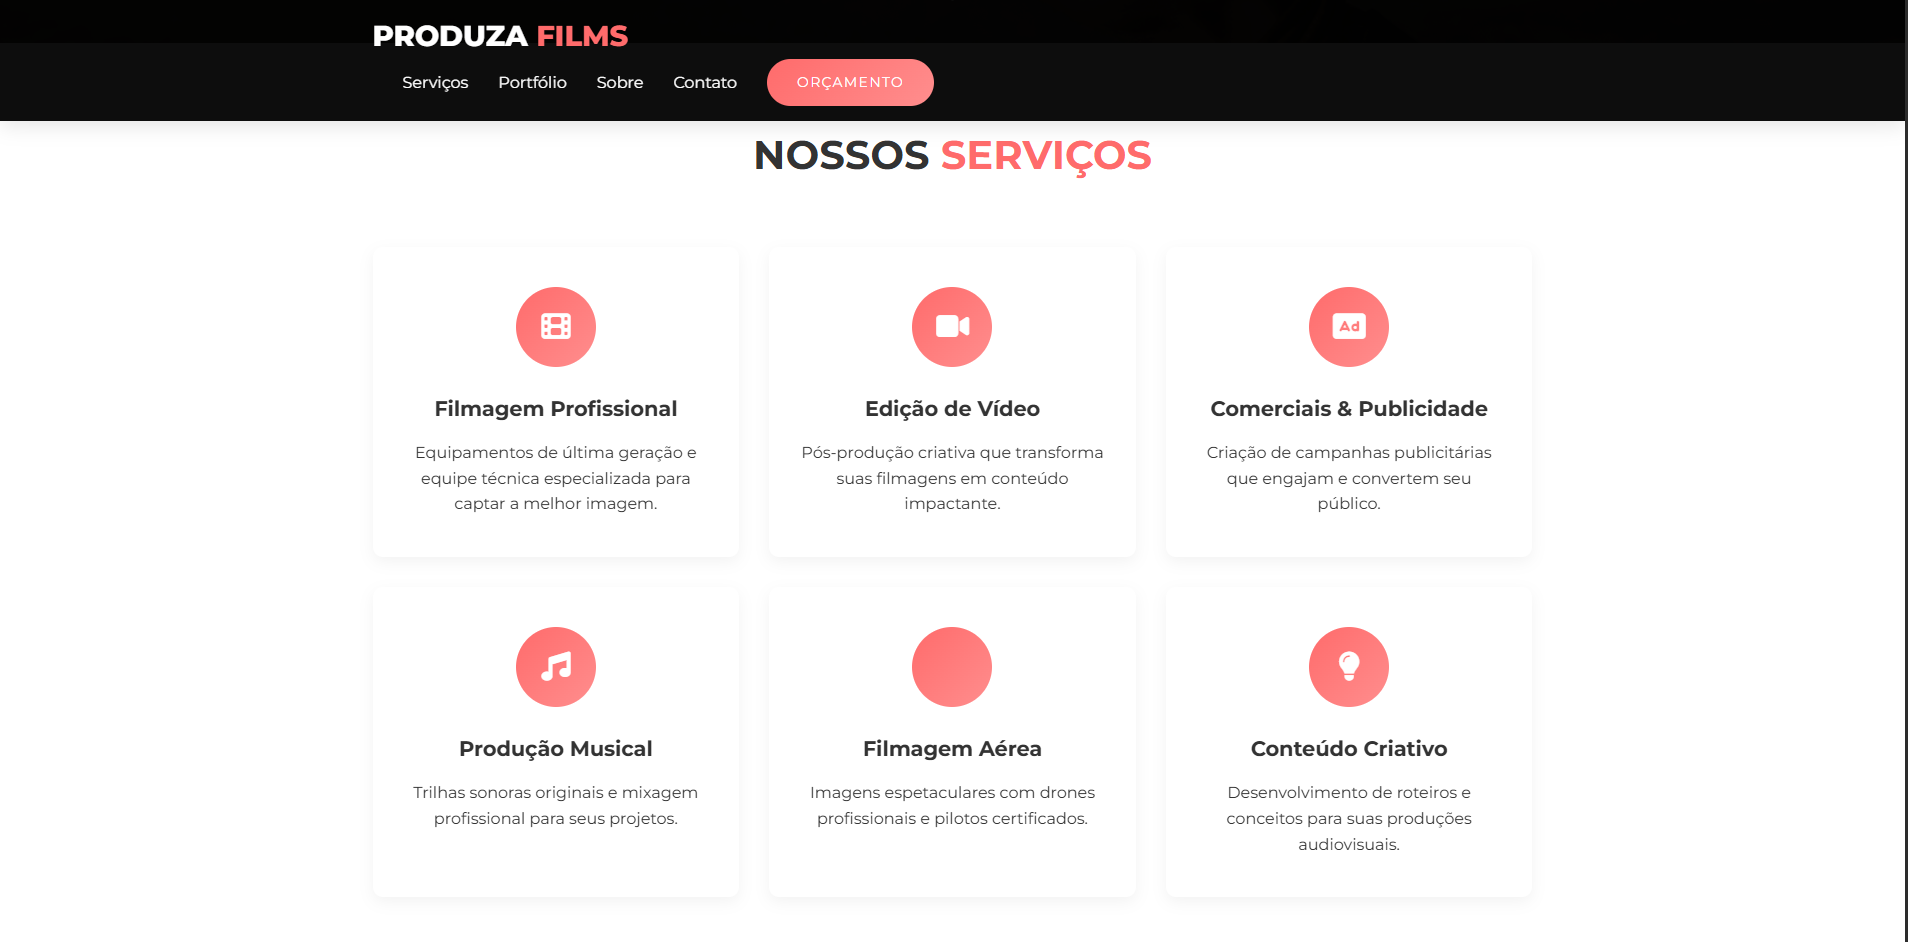 PRODUZA FILMS
Serviços Portfólio Sobre Contato ORÇAMENTO
NOSSOS SERVIÇOS
Filmagem Profissional
Equipamentos de última geração e
equipe técnica especializada para
captar a melhor imagem.
Edição de Vídeo
Pós-produção criativa que transforma
suas filmagens em conteúdo
impactante.
Ad
Comerciais & Publicidade
Criação de campanhas publicitárias
que engajam e convertem seu
público.
Produção Musical
Trilhas sonoras originais e mixagem
profissional para seus projetos.
Filmagem Aérea
Imagens espetaculares com drones
profissionais e pilotos certificados.
Conteúdo Criativo
Desenvolvimento de roteiros e
conceitos para suas produções
audiovisuais.